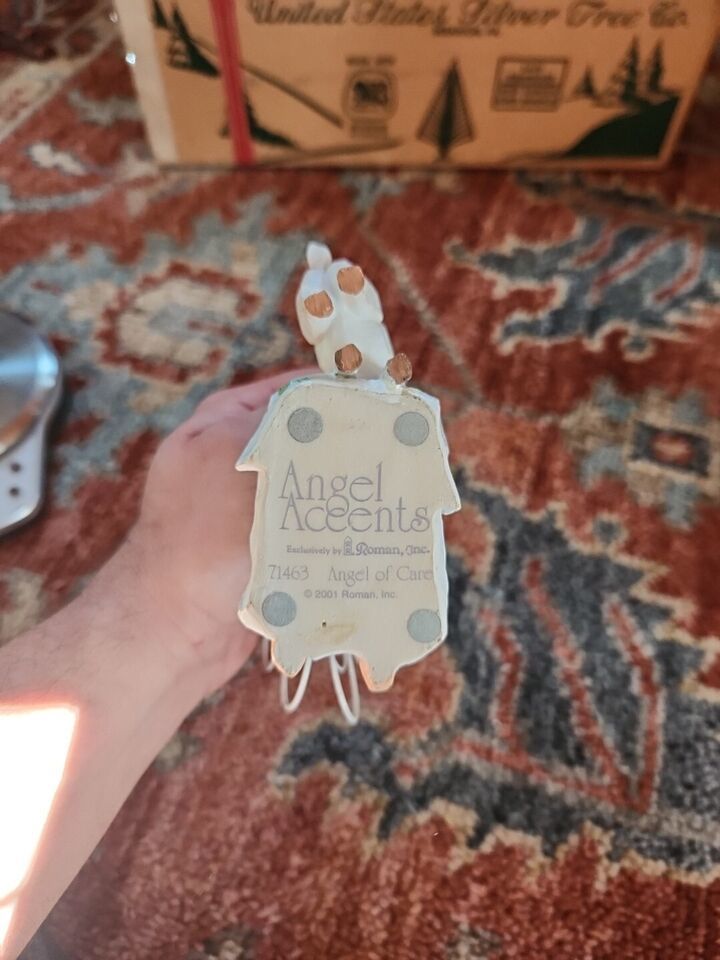 United States Silver Tree Co.
Angel
Accents
Exclusively by Roman, Inc.
71463 Angel of Care
© 2001 Roman, Inc.